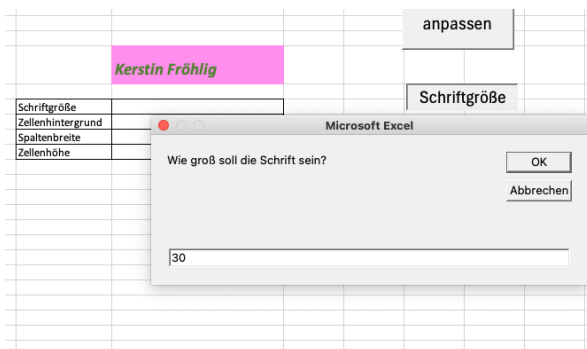 anpassen
Kerstin Fröhlig
Schriftgröße
Schriftgröße
Zellenhintergrund
Spaltenbreite
Zellenhöhe
Microsoft Excel
Wie groß soll die Schrift sein?
OK
Abbrechen
30